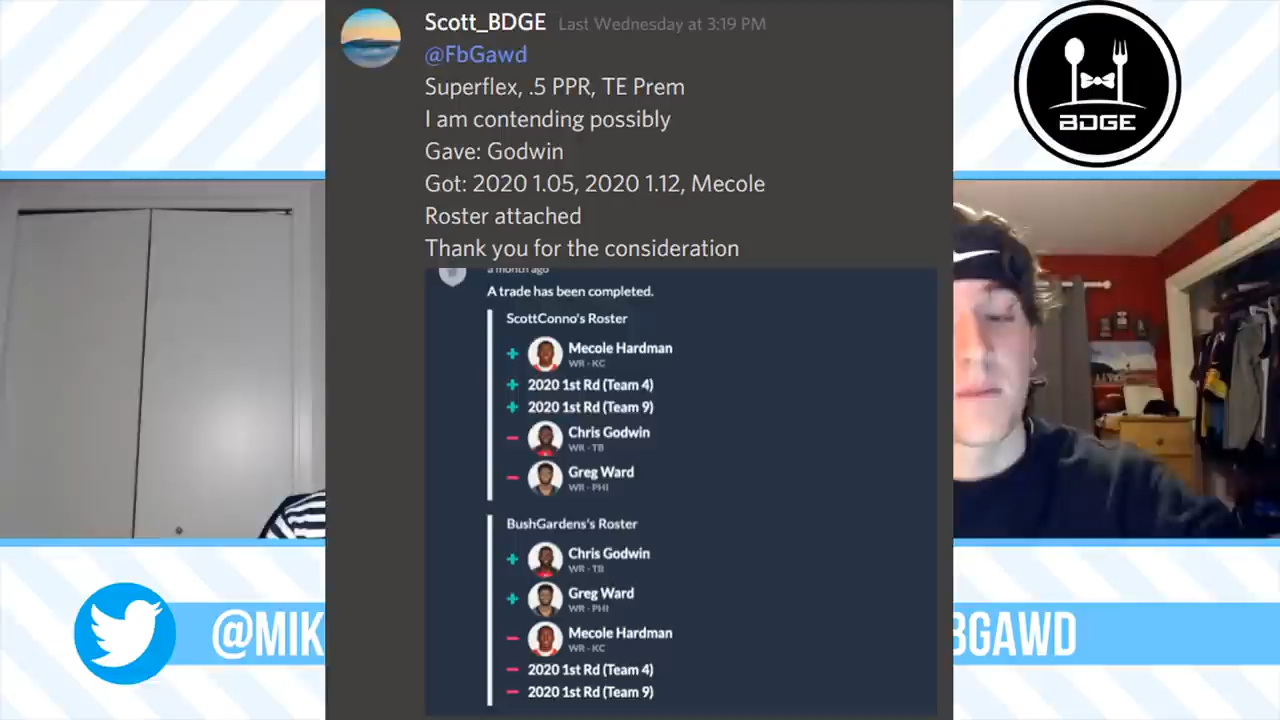 Scott_BDGE Last Wednesday at 3:19 PM
@FbGawd
Superflex, .5 PPR, TE Prem
I am contending possibly
Gave: Godwin
Got: 2020 1.05, 2020 1.12, Mecole
Roster attached
Thank you for the consideration
a month ago
A trade has been completed.
ScottConno's Roster
+ Mecole Hardman
WR - KC
+ 2020 1st Rd (Team 4)
+ 2020 1st Rd (Team 9)
- Chris Godwin
WR - TB
- Greg Ward
WR - PHI
BushGardens's Roster
+ Chris Godwin
WR - TB
+ Greg Ward
WR - PHI
- Mecole Hardman
WR - KC
- 2020 1st Rd (Team 4)
- 2020 1st Rd (Team 9)
BDGE
@MIK
BGAWD